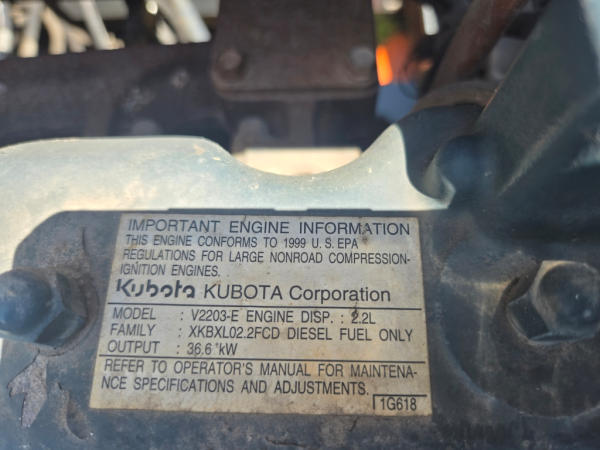 IMPORTANT ENGINE INFORMATION
THIS ENGINE CONFORMS TO 1999 U.S. EPA
REGULATIONS FOR LARGE NONROAD COMPRESSION-
IGNITION ENGINES.
Kubota KUBOTA Corporation
MODEL : V2203-E ENGINE DISP. : 2.2L
FAMILY : XKBXL02.2FCD DIESEL FUEL ONLY
OUTPUT : 36.6 kW
REFER TO OPERATOR'S MANUAL FOR MAINTENA-
NCE SPECIFICATIONS AND ADJUSTMENTS.
1G618